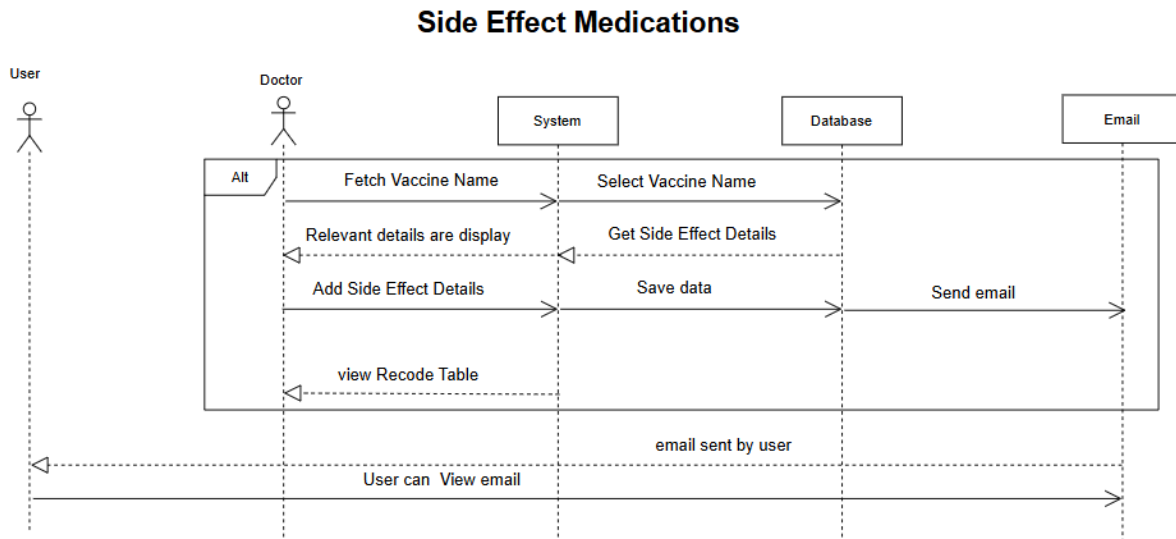 Side Effect Medications
User
Doctor
System
Database
Email
Alt
Fetch Vaccine Name
Select Vaccine Name
Relevant details are display
Get Side Effect Details
Add Side Effect Details
Save data
Send email
view Recode Table
email sent by user
User can View email